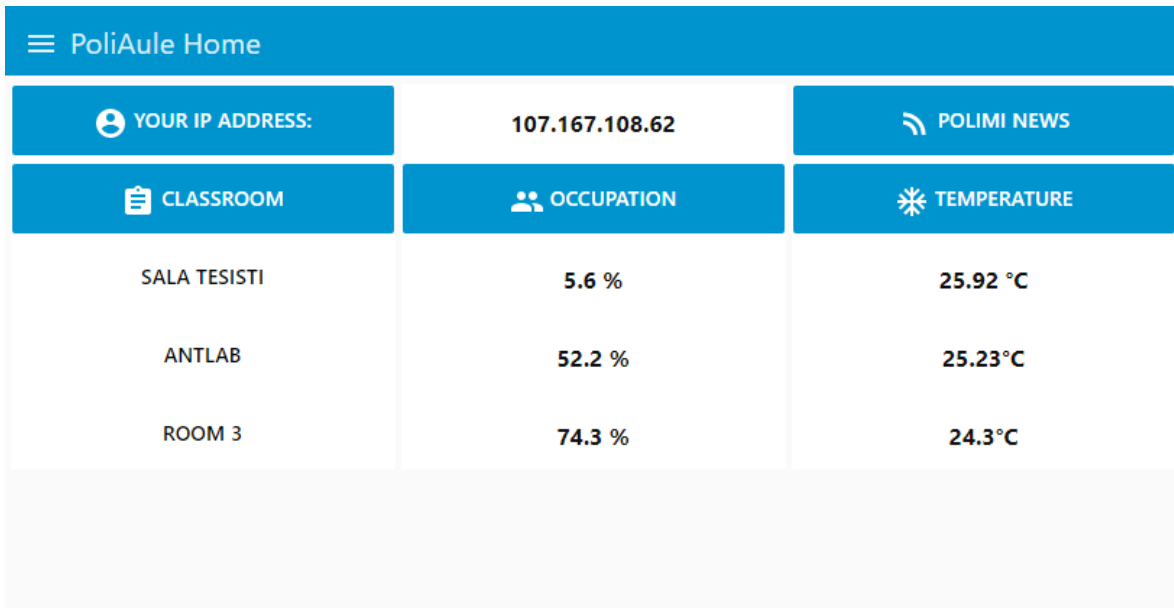 PoliAule Home
YOUR IP ADDRESS: 107.167.108.62 POLIMI NEWS
CLASSROOM OCCUPATION TEMPERATURE
SALA TESISTI 5.6 % 25.92 °C
ANTLAB 52.2 % 25.23°C
ROOM 3 74.3 % 24.3°C